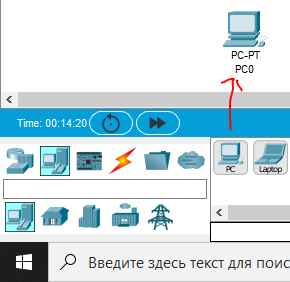 PC-PT
PC0
Time: 00:14:20
PC
Laptop
Введите здесь текст для поис